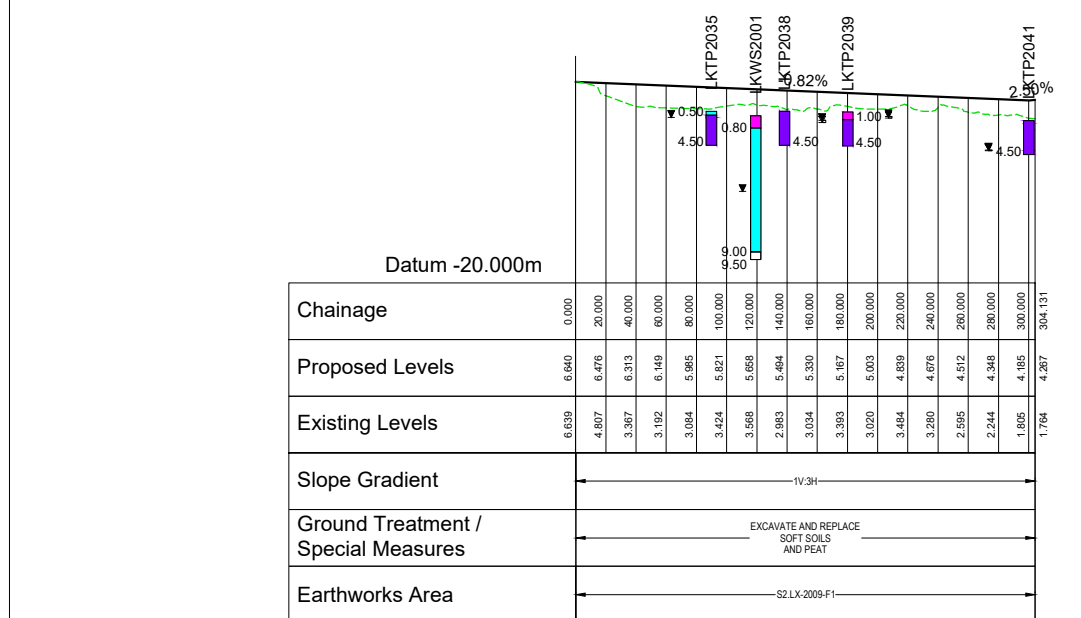 LKTP2035
LKWS2001
LKTP2038
LKTP2039
LKTP2041
-0.82%
2.50%
0.50
4.50
0.80
9.00
9.50
4.50
1.00
4.50
4.50
Datum -20.000m
Chainage 0.000 20.000 40.000 60.000 80.000 100.000 120.000 140.000 160.000 180.000 200.000 220.000 240.000 260.000 280.000 300.000 304.131
Proposed Levels 6.640 6.476 6.313 6.149 5.985 5.821 5.658 5.494 5.330 5.167 5.003 4.839 4.676 4.512 4.348 4.185 4.267
Existing Levels 6.639 4.807 3.367 3.192 3.084 3.424 3.568 2.983 3.034 3.393 3.020 3.484 3.280 2.595 2.244 1.805 1.764
Slope Gradient
1V:3H
Ground Treatment /
Special Measures
EXCAVATE AND REPLACE
SOFT SOILS
AND PEAT
Earthworks Area
S2.LX-2009-F1